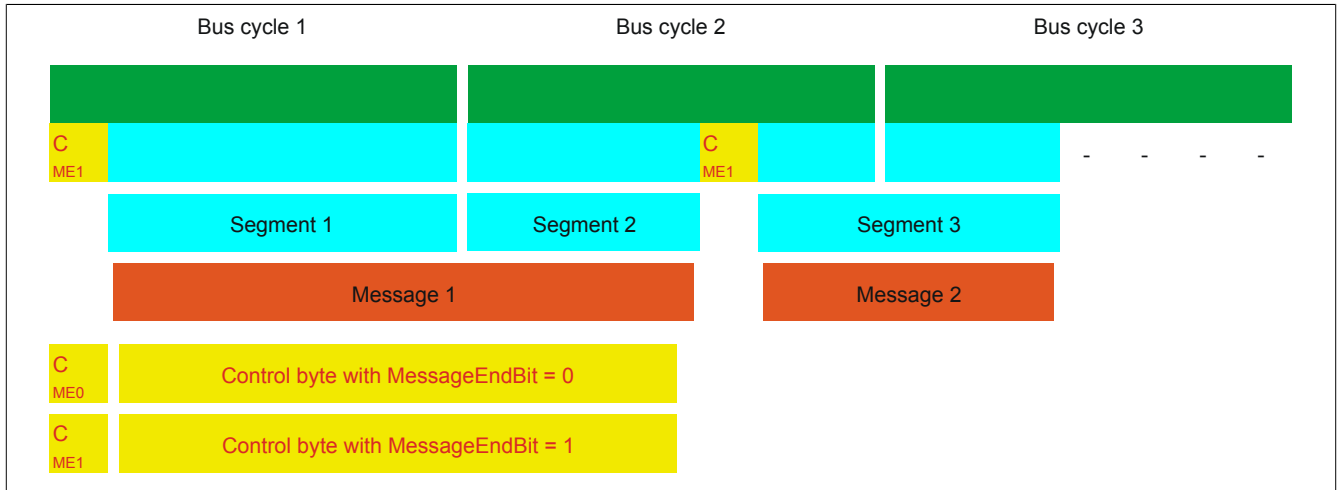 Bus cycle 1 Bus cycle 2 Bus cycle 3
C C
ME1 ME1 - - - -
Segment 1 Segment 2 Segment 3
Message 1 Message 2
C
ME0 Control byte with MessageEndBit = 0
C
ME1 Control byte with MessageEndBit = 1